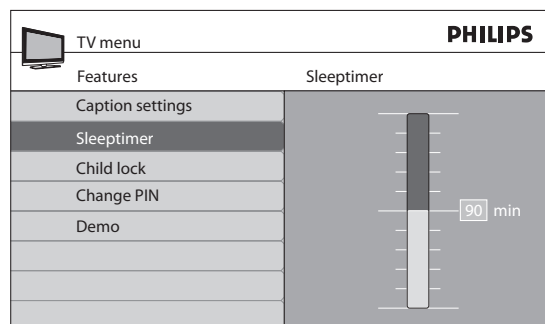 TV menu
PHILIPS
Features
Sleeptimer
Caption settings
Sleeptimer
Child lock
Change PIN
Demo
90 min